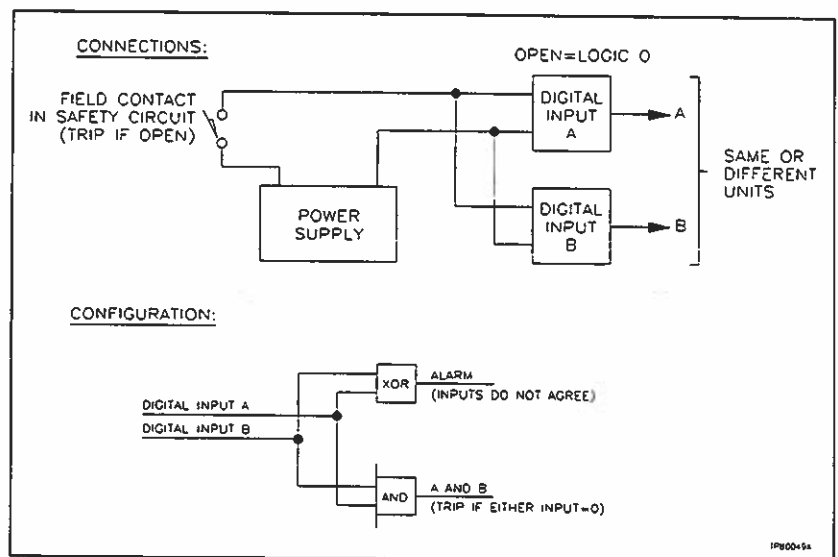 CONNECTIONS:
OPEN=LOGIC 0
FIELD CONTACT
IN SAFETY CIRCUIT
(TRIP IF OPEN)
DIGITAL
INPUT
A
A
SAME OR
DIFFERENT
UNITS
POWER
SUPPLY
DIGITAL
INPUT
B
B
CONFIGURATION:
XOR
ALARM
(INPUTS DO NOT AGREE)
DIGITAL INPUT A
DIGITAL INPUT B
AND
A AND B
(TRIP IF EITHER INPUT=0)